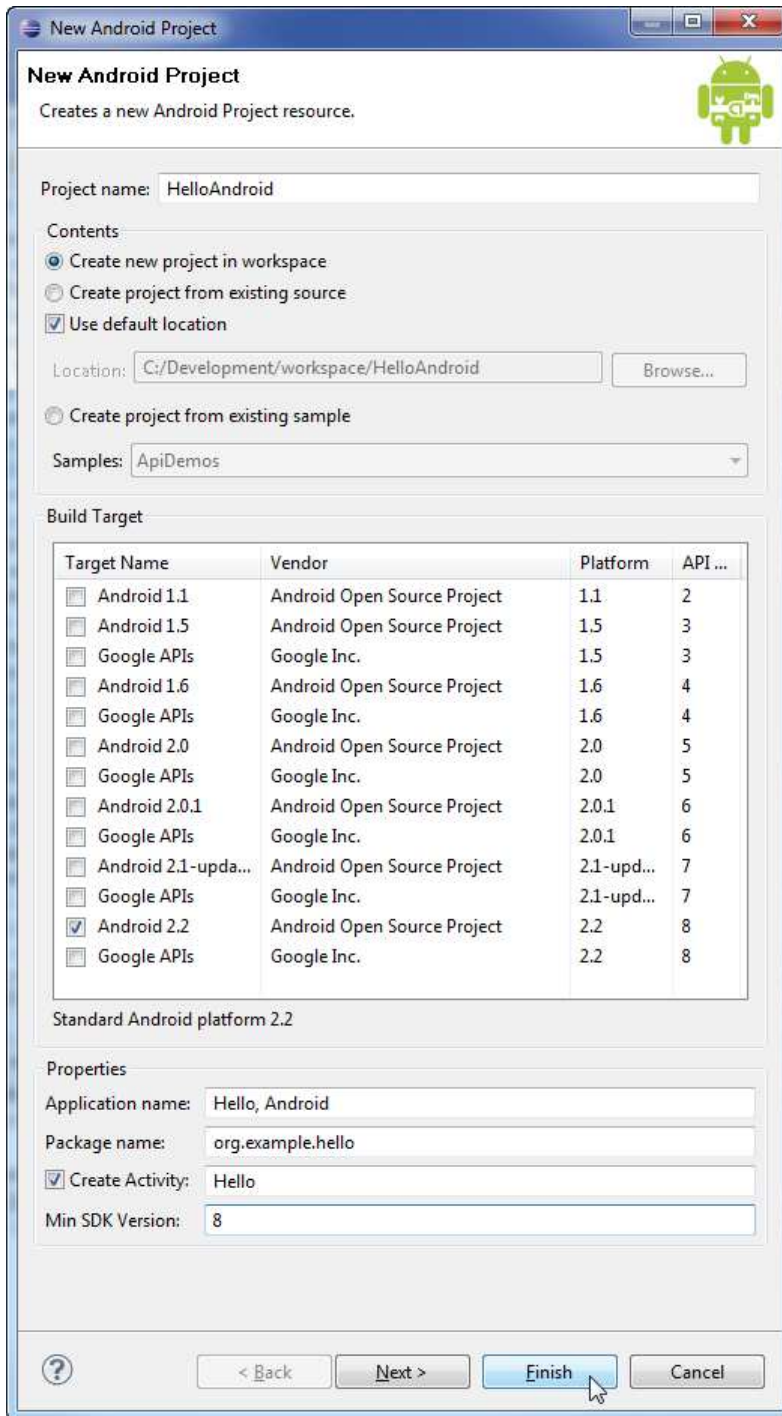 New Android Project
New Android Project
Creates a new Android Project resource.
Project name: HelloAndroid
Contents
Create new project in workspace
Create project from existing source
Use default location
Location: C:/Development/workspace/HelloAndroid Browse...
Create project from existing sample
Samples: ApiDemos
Build Target
Target Name Vendor Platform API ...
Android 1.1 Android Open Source Project 1.1 2
Android 1.5 Android Open Source Project 1.5 3
Google APIs Google Inc. 1.5 3
Android 1.6 Android Open Source Project 1.6 4
Google APIs Google Inc. 1.6 4
Android 2.0 Android Open Source Project 2.0 5
Google APIs Google Inc. 2.0 5
Android 2.0.1 Android Open Source Project 2.0.1 6
Google APIs Google Inc. 2.0.1 6
Android 2.1-upda... Android Open Source Project 2.1-upd... 7
Google APIs Google Inc. 2.1-upd... 7
Android 2.2 Android Open Source Project 2.2 8
Google APIs Google Inc. 2.2 8
Standard Android platform 2.2
Properties
Application name: Hello, Android
Package name: org.example.hello
Create Activity: Hello
Min SDK Version: 8
? < Back Next > Finish Cancel